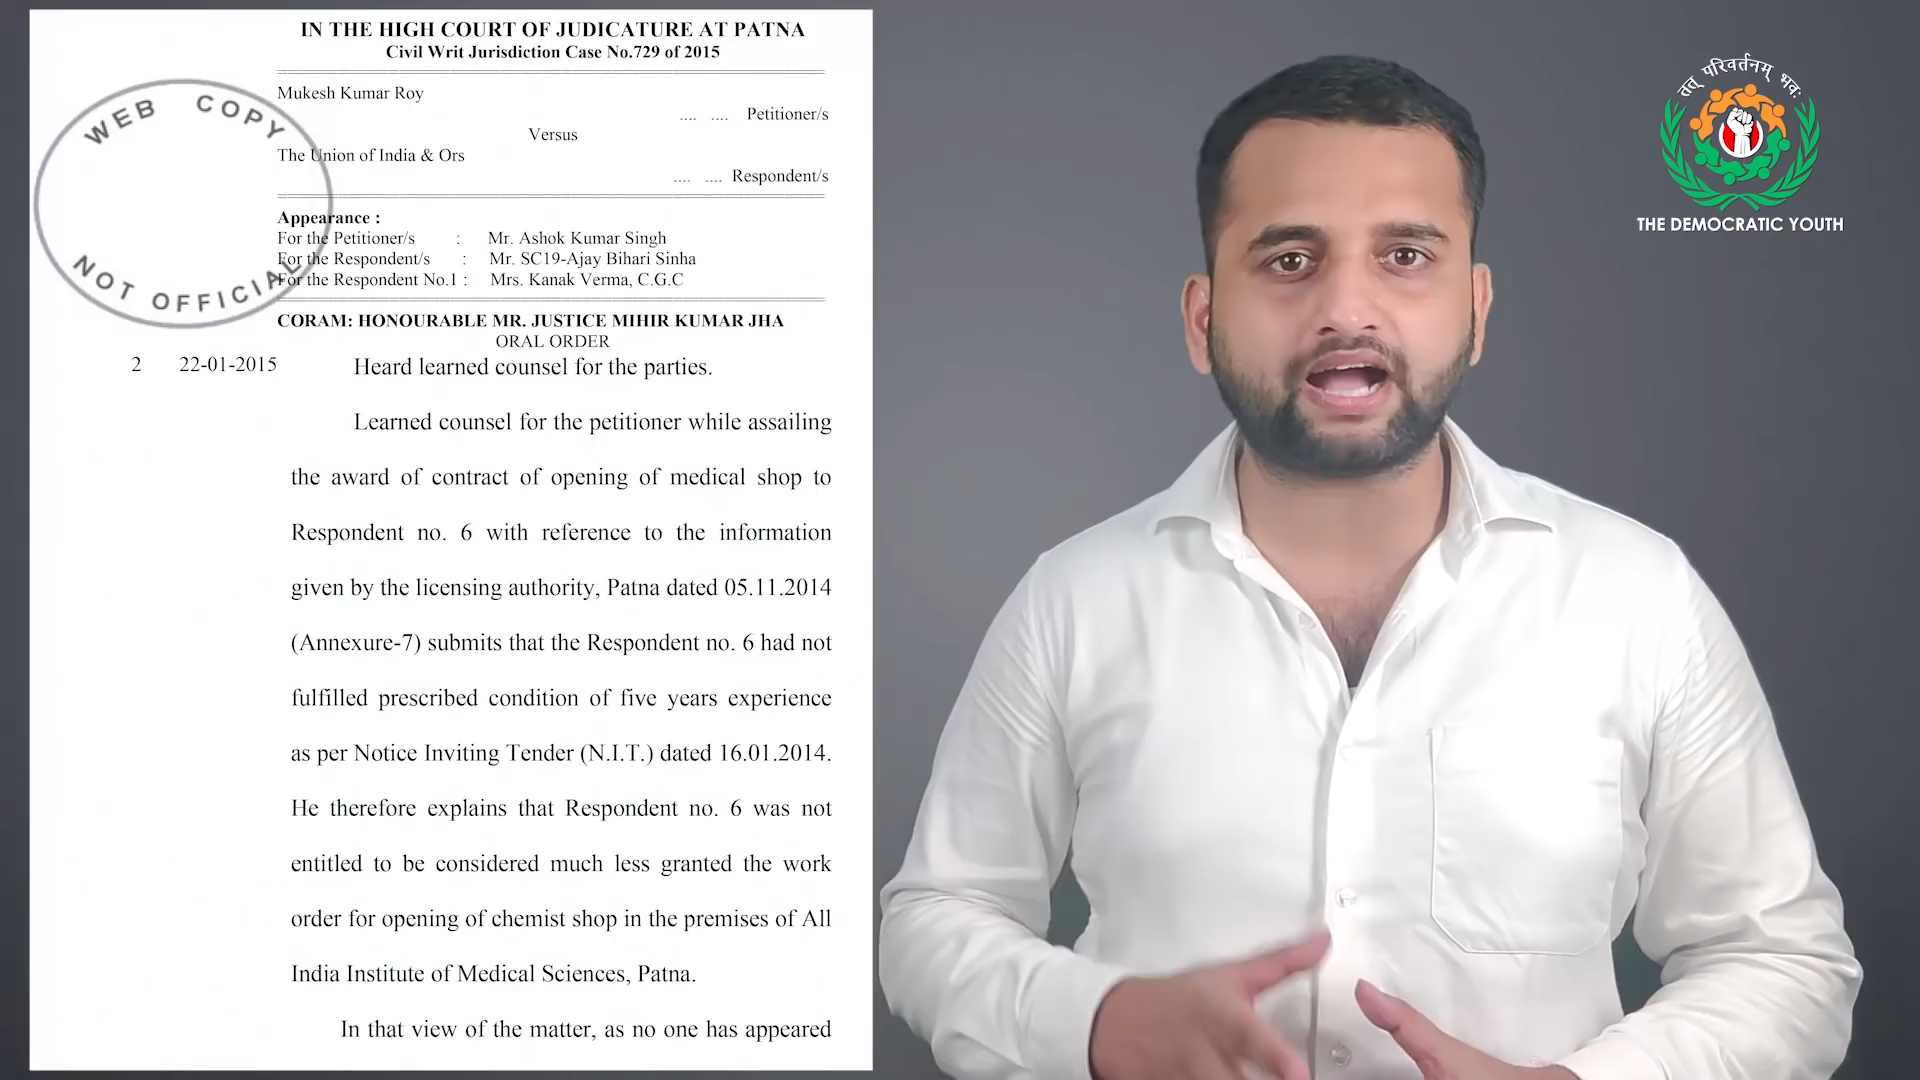 IN THE HIGH COURT OF JUDICATURE AT PATNA
Civil Writ Jurisdiction Case No.729 of 2015
Mukesh Kumar Roy
.... .... Petitioner/s
Versus
The Union of India & Ors
.... .... Respondent/s
Appearance :
For the Petitioner/s : Mr. Ashok Kumar Singh
For the Respondent/s : Mr. SC19-Ajay Bihari Sinha
For the Respondent No.1 : Mrs. Kanak Verma, C.G.C
CORAM: HONOURABLE MR. JUSTICE MIHIR KUMAR JHA
ORAL ORDER
2 22-01-2015 Heard learned counsel for the parties.
Learned counsel for the petitioner while assailing
the award of contract of opening of medical shop to
Respondent no. 6 with reference to the information
given by the licensing authority, Patna dated 05.11.2014
(Annexure-7) submits that the Respondent no. 6 had not
fulfilled prescribed condition of five years experience
as per Notice Inviting Tender (N.I.T.) dated 16.01.2014.
He therefore explains that Respondent no. 6 was not
entitled to be considered much less granted the work
order for opening of chemist shop in the premises of All
India Institute of Medical Sciences, Patna.
In that view of the matter, as no one has appeared
WEB COPY
NOT OFFICIAL
तत् परिवर्तनम् भवः
THE DEMOCRATIC YOUTH